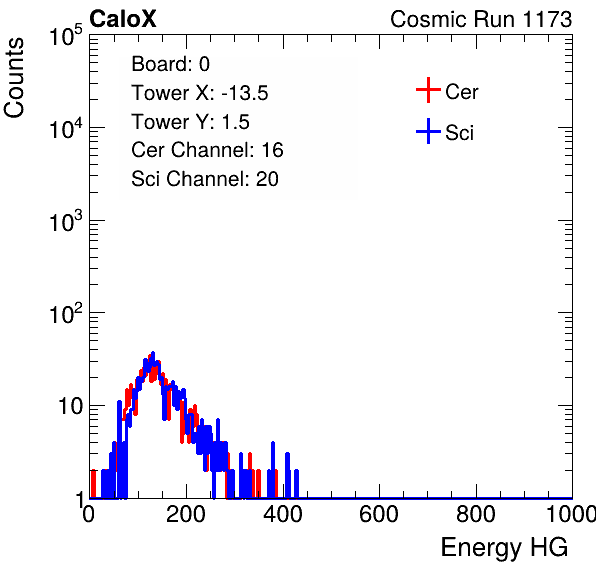 CaloX Cosmic Run 1173
Counts
10^5
10^4
10^3
10^2
10
1
Board: 0
Tower X: -13.5
Tower Y: 1.5
Cer Channel: 16
Sci Channel: 20
Cer
Sci
0 200 400 600 800 1000
Energy HG